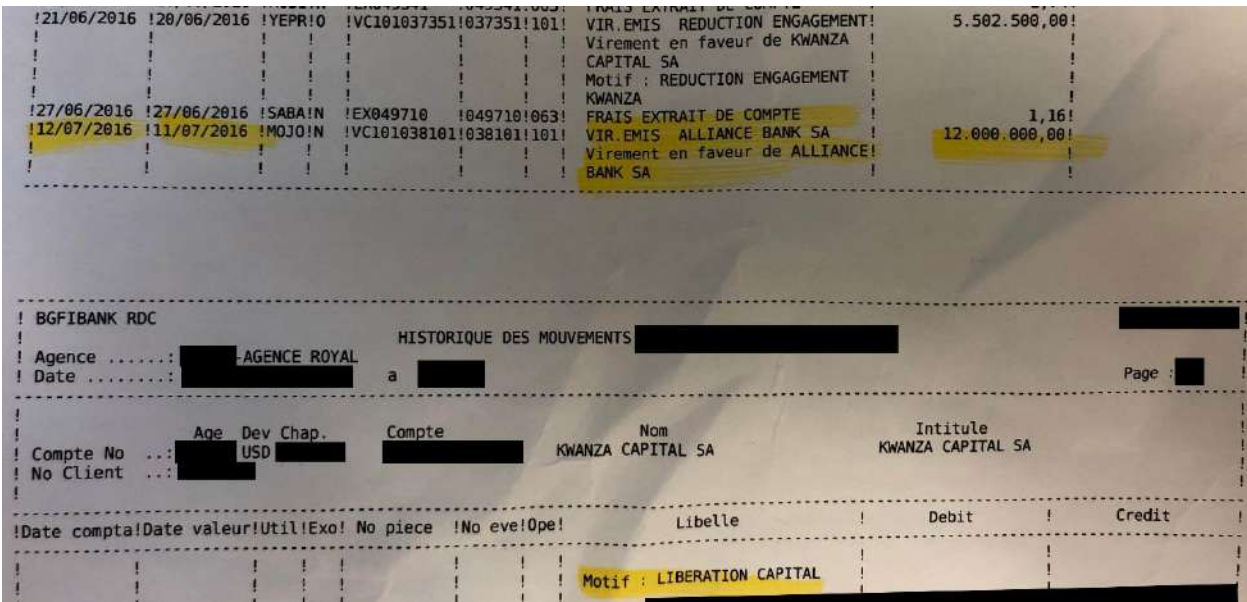 !21/06/2016 !20/06/2016 !YEPR!O !VC101037351!037351!101! VIR.EMIS REDUCTION ENGAGEMENT! 5.502.500,00!
! ! ! ! ! ! ! ! Virement en faveur de KWANZA ! !
! ! ! ! ! ! ! ! CAPITAL SA ! !
! ! ! ! ! ! ! ! Motif : REDUCTION ENGAGEMENT ! !
! ! ! ! ! ! ! ! KWANZA ! !
!27/06/2016 !27/06/2016 !SABA!N !EX049710 !049710!063! FRAIS EXTRAIT DE COMPTE ! 1,16!
!12/07/2016 !11/07/2016 !MOJO!N !VC101038101!038101!101! VIR.EMIS ALLIANCE BANK SA ! 12.000.000,00!
! ! ! ! ! ! ! ! Virement en faveur de ALLIANCE! !
! ! ! ! ! ! ! ! BANK SA ! !
! BGFIBANK RDC
! HISTORIQUE DES MOUVEMENTS
! Agence ......: -AGENCE ROYAL
! Date ........: a Page :
! Age Dev Chap. Compte Nom Intitule
! Compte No ..: USD KWANZA CAPITAL SA KWANZA CAPITAL SA
! No Client ..:
!Date compta!Date valeur!Util!Exo! No piece !No eve!Ope! Libelle ! Debit ! Credit !
! ! ! ! ! ! ! ! Motif : LIBERATION CAPITAL ! ! !